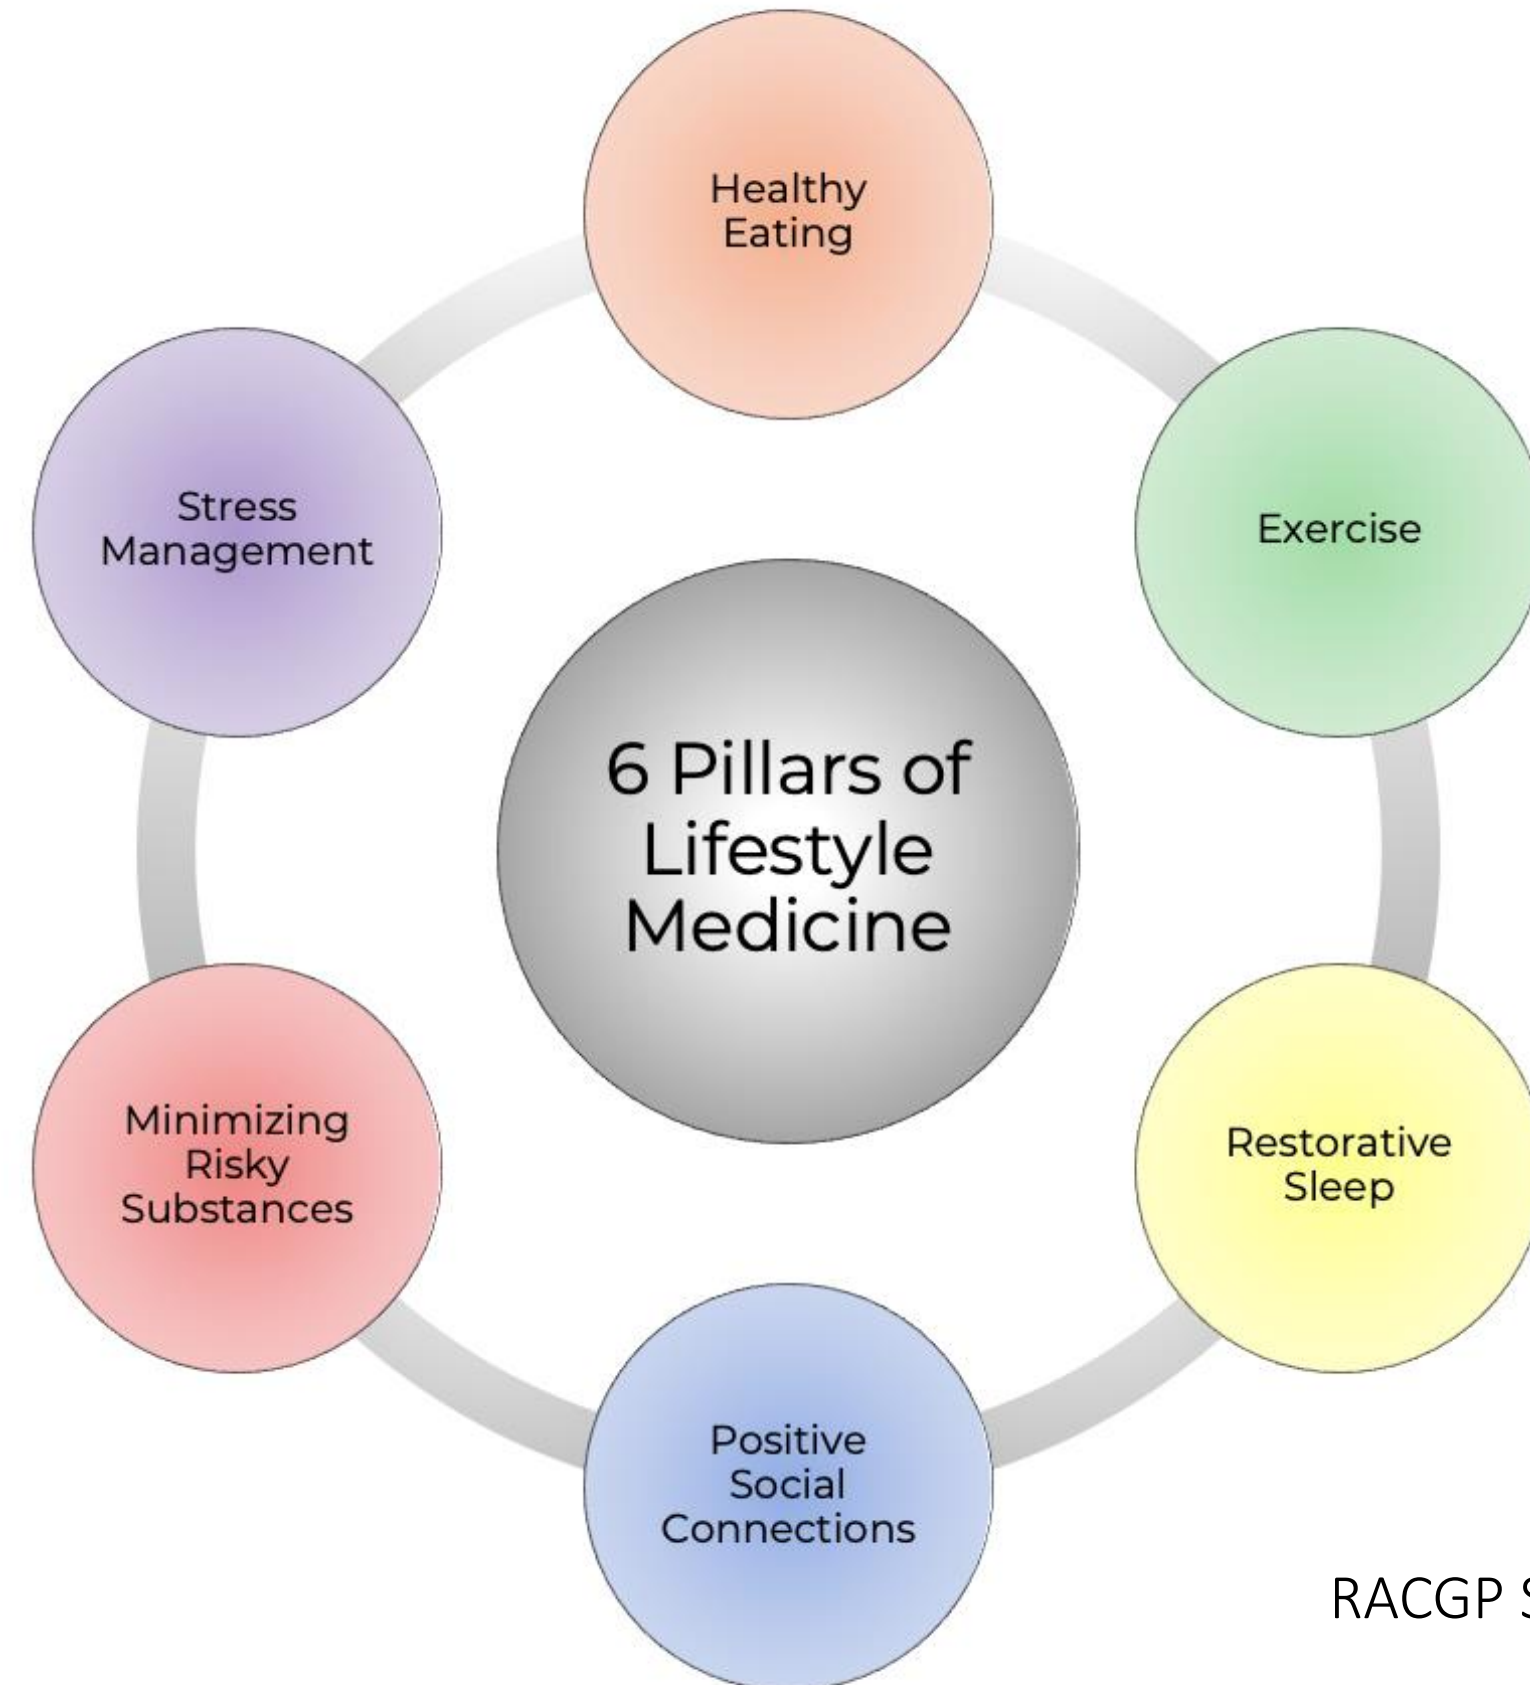 Healthy
Eating
Exercise
Restorative
Sleep
Positive
Social
Connections
Minimizing
Risky
Substances
Stress
Management
6 Pillars of
Lifestyle
Medicine
RACGP